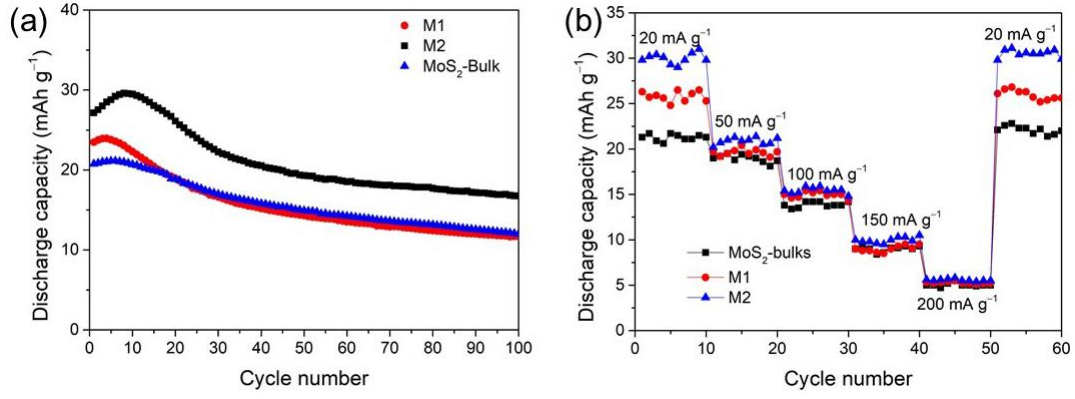 (a)
Discharge capacity (mAh g⁻¹)
40
30
20
10
0
M1
M2
MoS₂-Bulk
0 10 20 30 40 50 60 70 80 90 100
Cycle number
(b)
Discharge capacity (mAh g⁻¹)
35
30
25
20
15
10
5
0
20 mA g⁻¹
50 mA g⁻¹
100 mA g⁻¹
150 mA g⁻¹
200 mA g⁻¹
20 mA g⁻¹
MoS₂-bulks
M1
M2
0 10 20 30 40 50 60
Cycle number